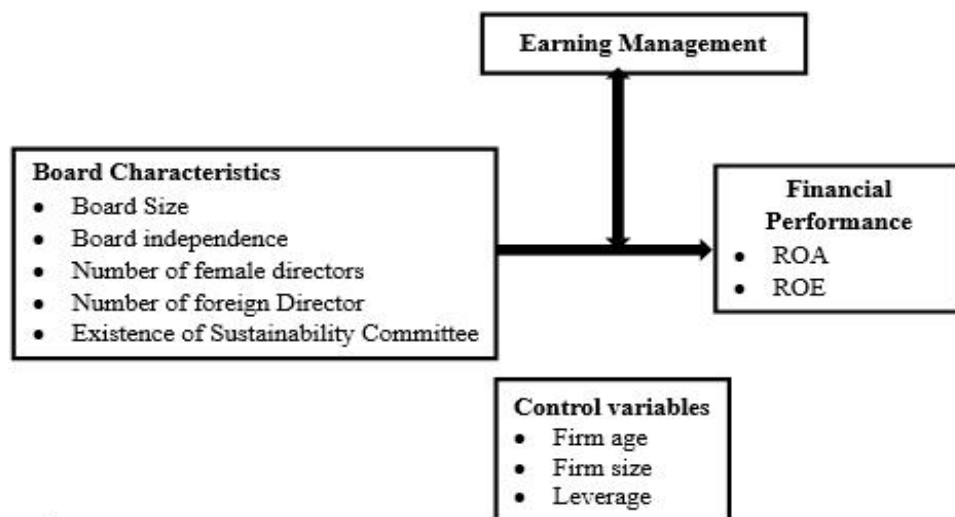 Earning Management
Board Characteristics
• Board Size
• Board independence
• Number of female directors
• Number of foreign Director
• Existence of Sustainability Committee
Financial
Performance
• ROA
• ROE
Control variables
• Firm age
• Firm size
• Leverage